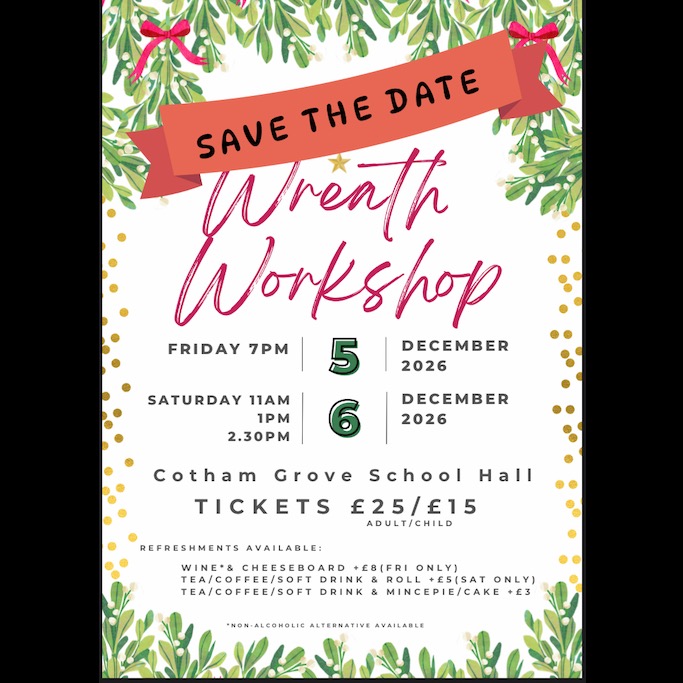 SAVE THE DATE
Wreath
Workshop
FRIDAY 7PM
5
DECEMBER
2026
SATURDAY 11AM
1PM
2.30PM
6
DECEMBER
2026
Cotham Grove School Hall
TICKETS £25/£15
ADULT/CHILD
REFRESHMENTS AVAILABLE:
WINE*& CHEESEBOARD +£8(FRI ONLY)
TEA/COFFEE/SOFT DRINK & ROLL +£5(SAT ONLY)
TEA/COFFEE/SOFT DRINK & MINCEPIE/CAKE +£3
*NON-ALCOHOLIC ALTERNATIVE AVAILABLE